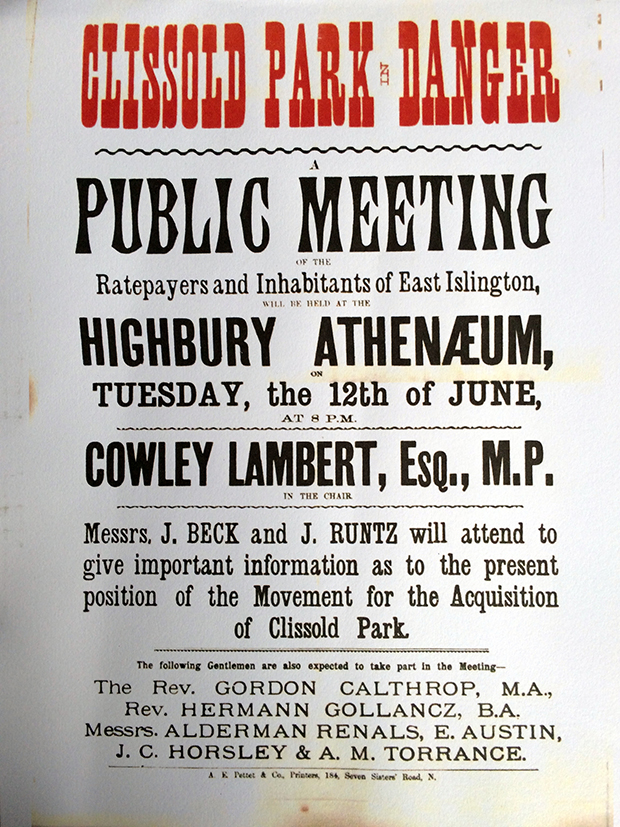 CLISSOLD PARK IN DANGER
A
PUBLIC MEETING
OF THE
Ratepayers and Inhabitants of East Islington,
WILL BE HELD AT THE
HIGHBURY ATHENÆUM,
ON
TUESDAY, the 12th of JUNE,
AT 8 P.M.
COWLEY LAMBERT, ESQ., M.P.
IN THE CHAIR
Messrs. J. BECK and J. RUNTZ will attend to
give important information as to the present
position of the Movement for the Acquisition
of Clissold Park.
The following Gentlemen are also expected to take part in the Meeting—
The Rev. GORDON CALTHROP, M.A.,
Rev. HERMANN GOLLANCZ, B.A.
Messrs. ALDERMAN RENALS, E. AUSTIN,
J. C. HORSLEY & A. M. TORRANCE.
A. E. Pettet & Co., Printers, 184, Seven Sisters' Road, N.